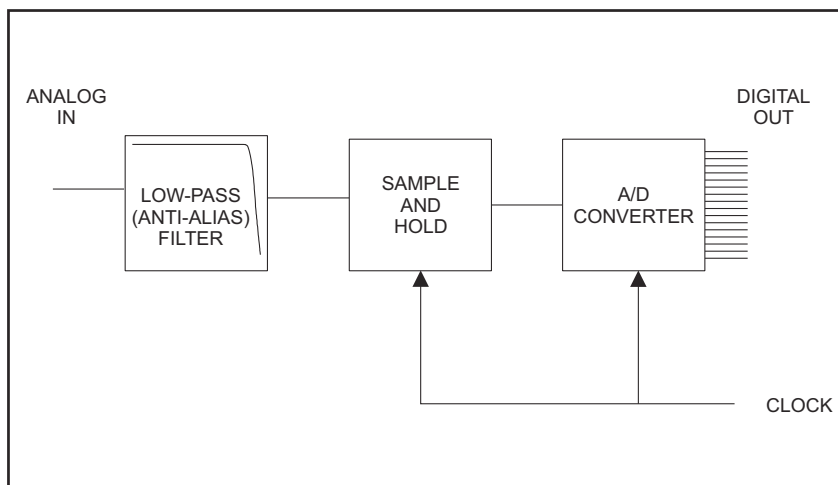 ANALOG
IN
LOW-PASS
(ANTI-ALIAS)
FILTER
SAMPLE
AND
HOLD
A/D
CONVERTER
DIGITAL
OUT
CLOCK